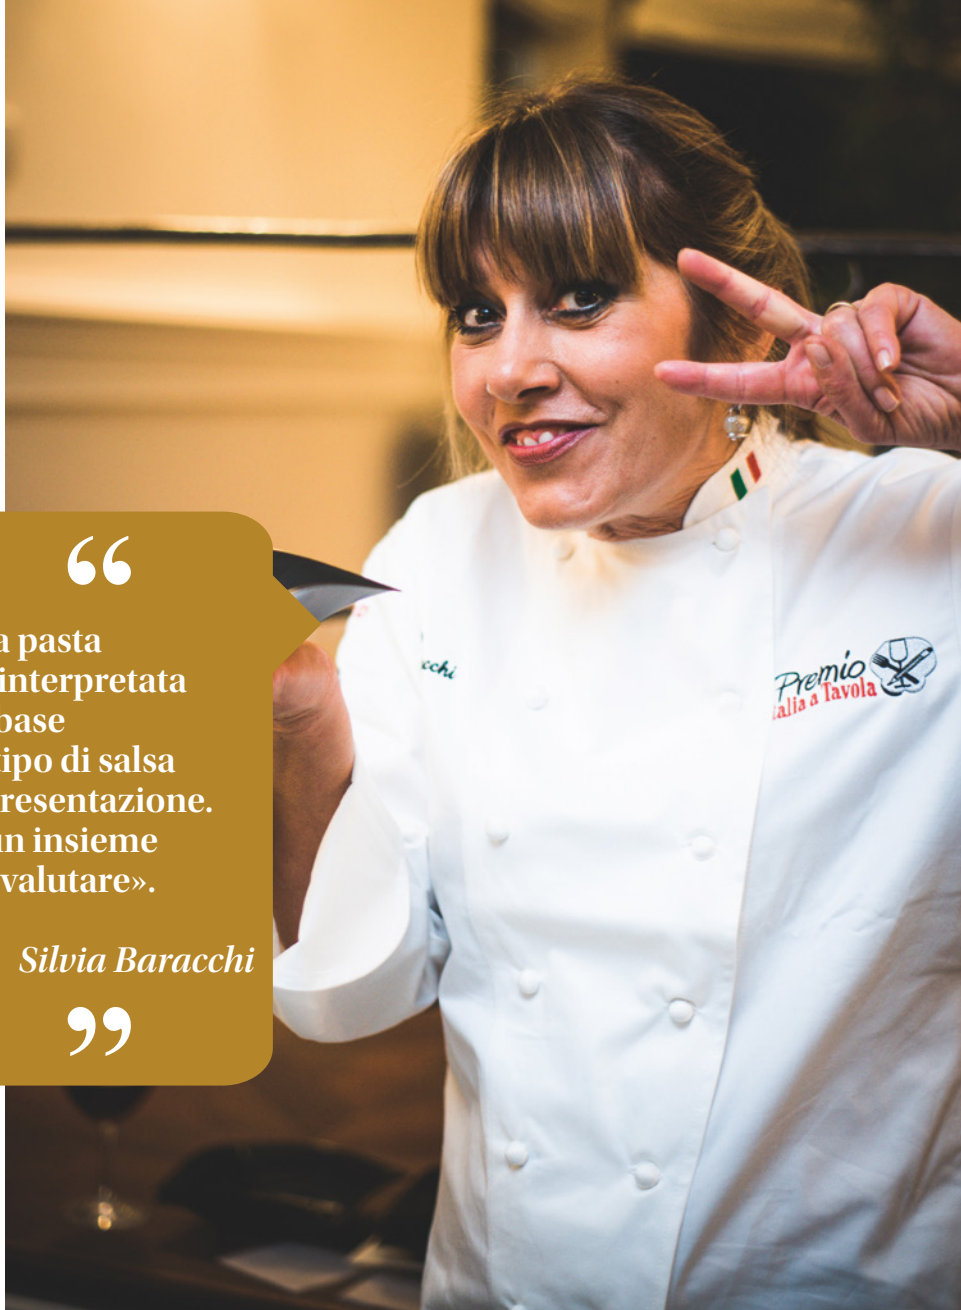 “
a pasta
interpretata
base
tipo di salsa
resentazione.
un insieme
valutare».
Silvia Baracchi
”
cchi
Premio
talia a Tavola